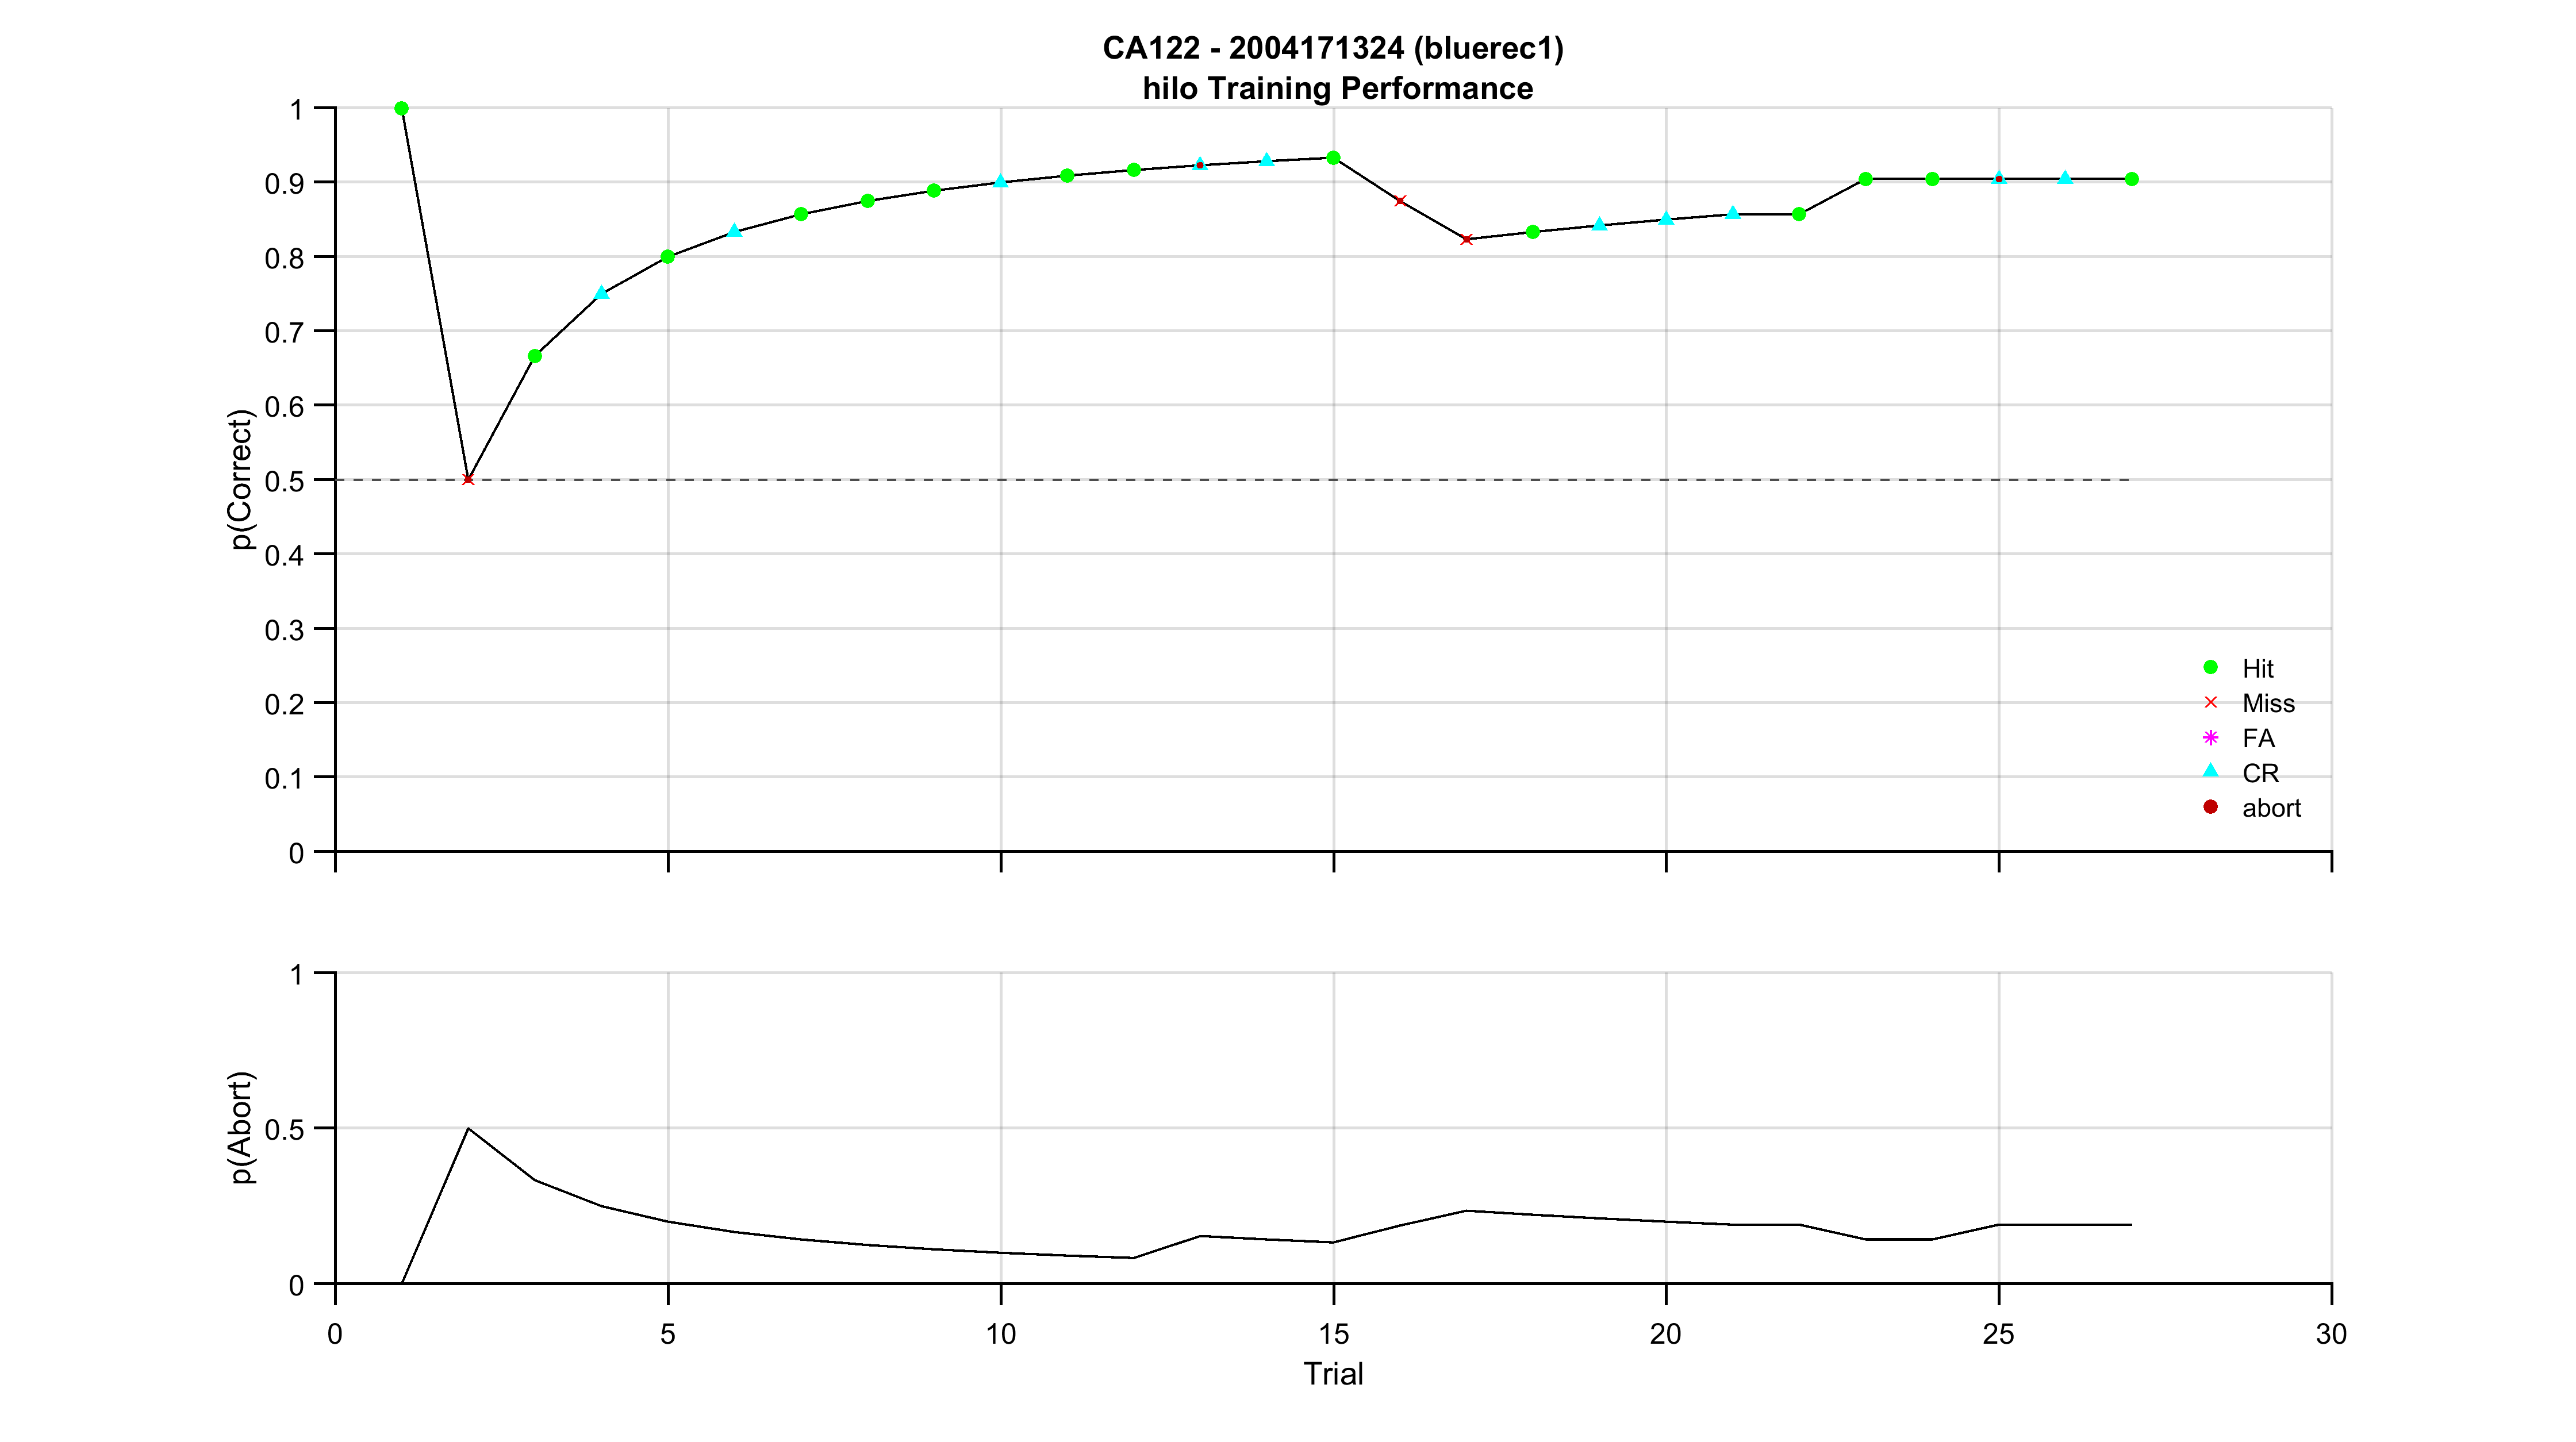 CA122 - 2004171324 (bluerec1)
hilo Training Performance
p(Correct)
1
0.9
0.8
0.7
0.6
0.5
0.4
0.3
0.2
0.1
0
Hit
Miss
FA
CR
abort
p(Abort)
1
0.5
0
0 5 10 15 20 25 30
Trial